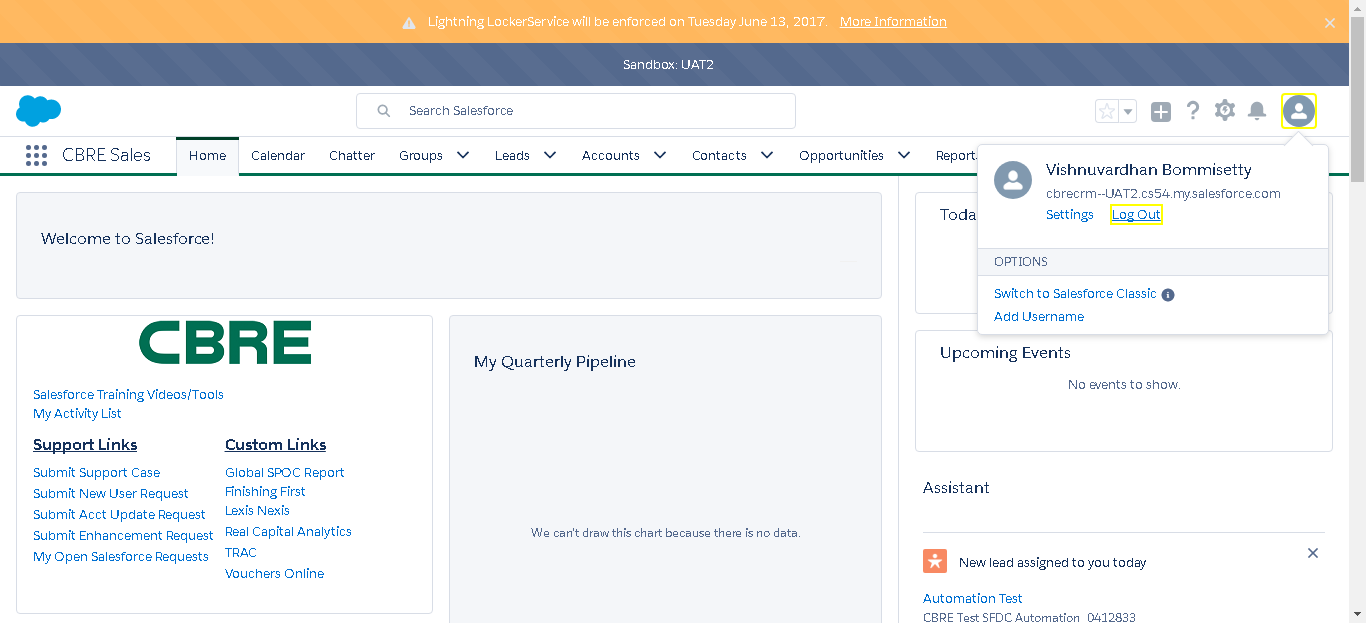 Lightning LockerService will be enforced on Tuesday June 13, 2017. More Information
Sandbox: UAT2
Search Salesforce
CBRE Sales
Home
Calendar
Chatter
Groups
Leads
Accounts
Contacts
Opportunities
Report
Vishnuvardhan Bommisetty
cbrecrm--UAT2.cs54.my.salesforce.com
Settings
Log Out
OPTIONS
Switch to Salesforce Classic
Add Username
Welcome to Salesforce!
Toda
CBRE
Salesforce Training Videos/Tools
My Activity List
Support Links
Submit Support Case
Submit New User Request
Submit Acct Update Request
Submit Enhancement Request
My Open Salesforce Requests
Custom Links
Global SPOC Report
Finishing First
Lexis Nexis
Real Capital Analytics
TRAC
Vouchers Online
My Quarterly Pipeline
We can't draw this chart because there is no data.
Upcoming Events
No events to show.
Assistant
New lead assigned to you today
Automation Test
CBRE Test SFDC Automation_0412833